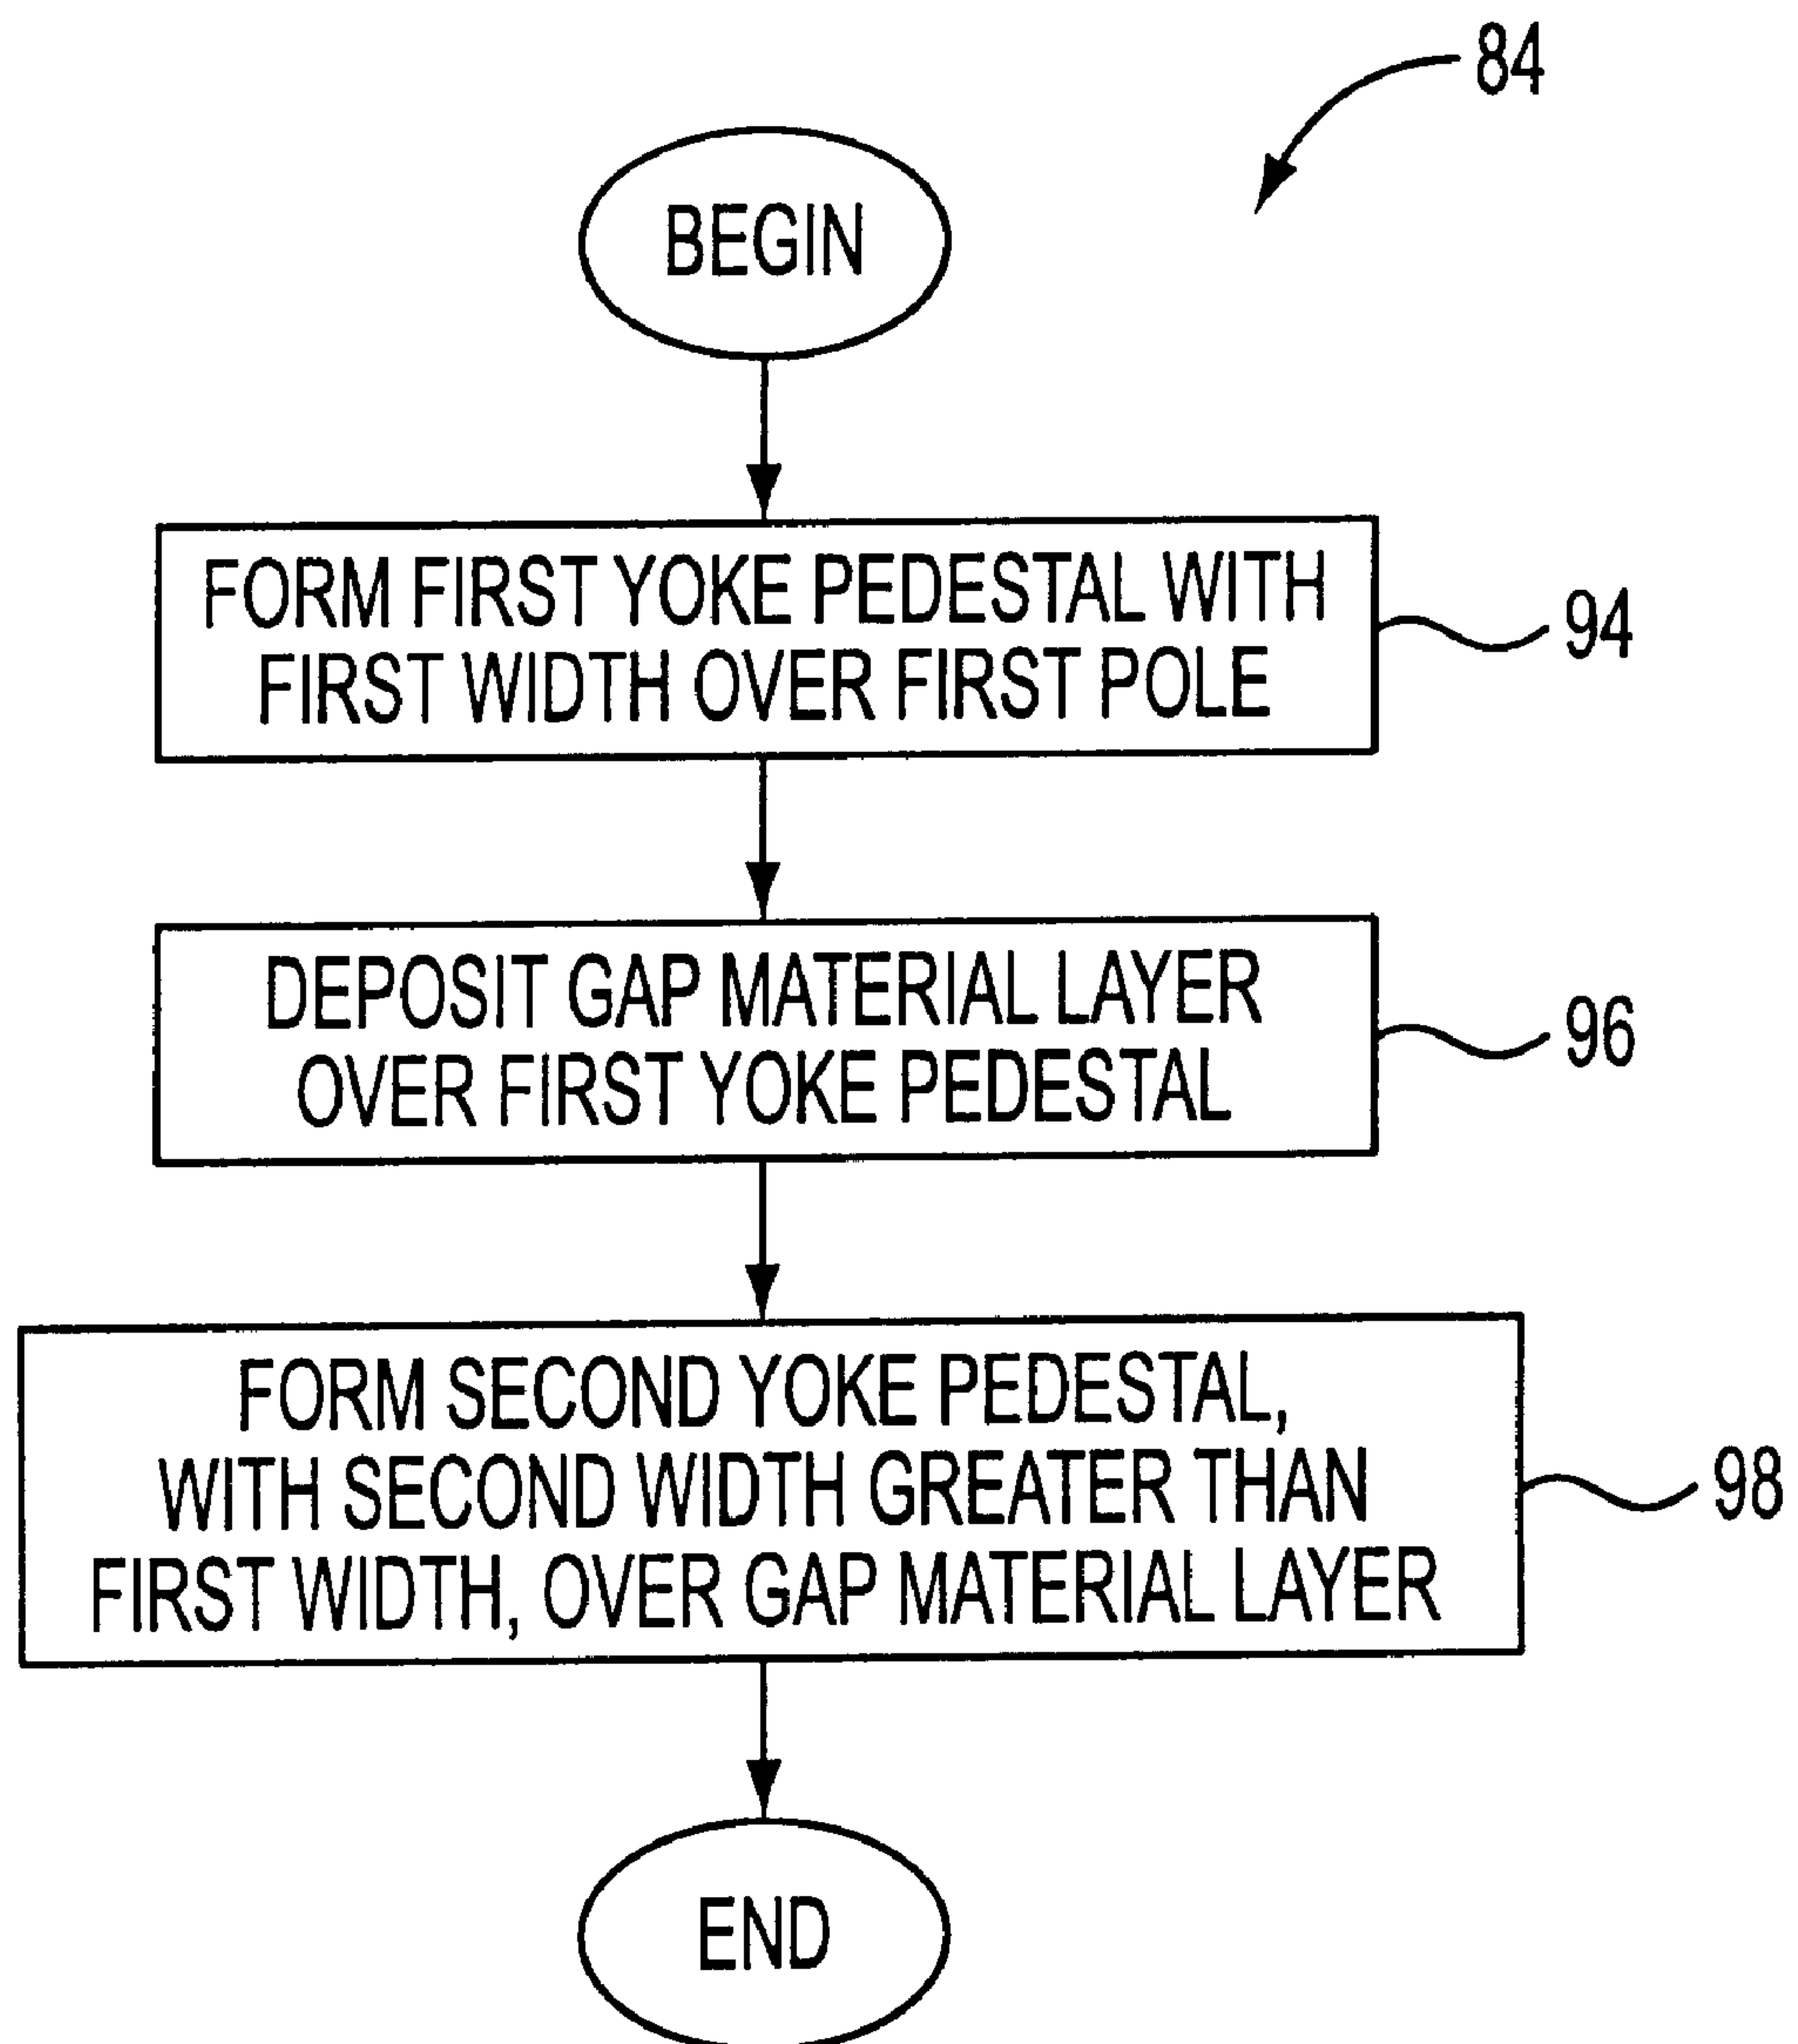 84
BEGIN
FORM FIRST YOKE PEDESTAL WITH
FIRST WIDTH OVER FIRST POLE
94
DEPOSIT GAP MATERIAL LAYER
OVER FIRST YOKE PEDESTAL
96
FORM SECOND YOKE PEDESTAL,
WITH SECOND WIDTH GREATER THAN
FIRST WIDTH, OVER GAP MATERIAL LAYER
98
END